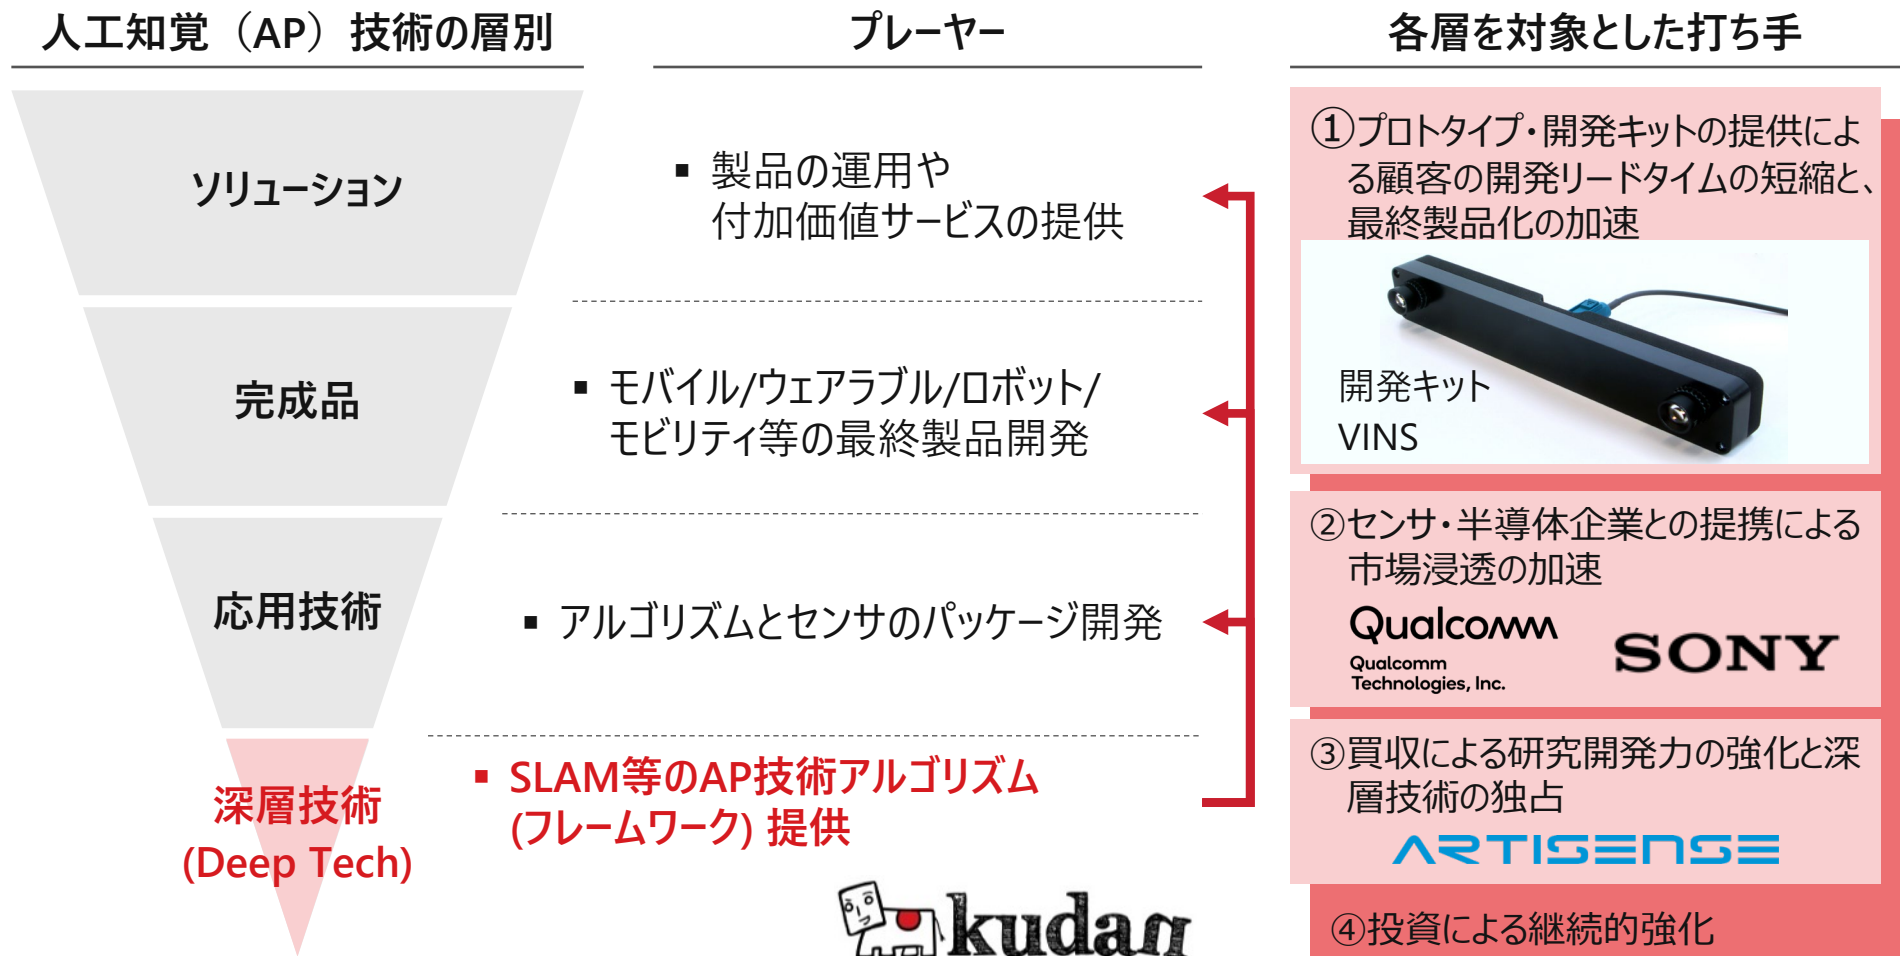 人工知覚（AP）技術の層別
プレーヤー
各層を対象とした打ち手
ソリューション
▪ 製品の運用や
付加価値サービスの提供
①プロトタイプ・開発キットの提供によ
る顧客の開発リードタイムの短縮と、
最終製品化の加速
開発キット
VINS
完成品
▪ モバイル/ウェアラブル/ロボット/
モビリティ等の最終製品開発
応用技術
▪ アルゴリズムとセンサのパッケージ開発
②センサ・半導体企業との提携による
市場浸透の加速
Qualcomm
Qualcomm
Technologies, Inc.
SONY
深層技術
(Deep Tech)
▪ SLAM等のAP技術アルゴリズム
(フレームワーク) 提供
kudan
③買収による研究開発力の強化と深
層技術の独占
ARTISENSE
④投資による継続的強化